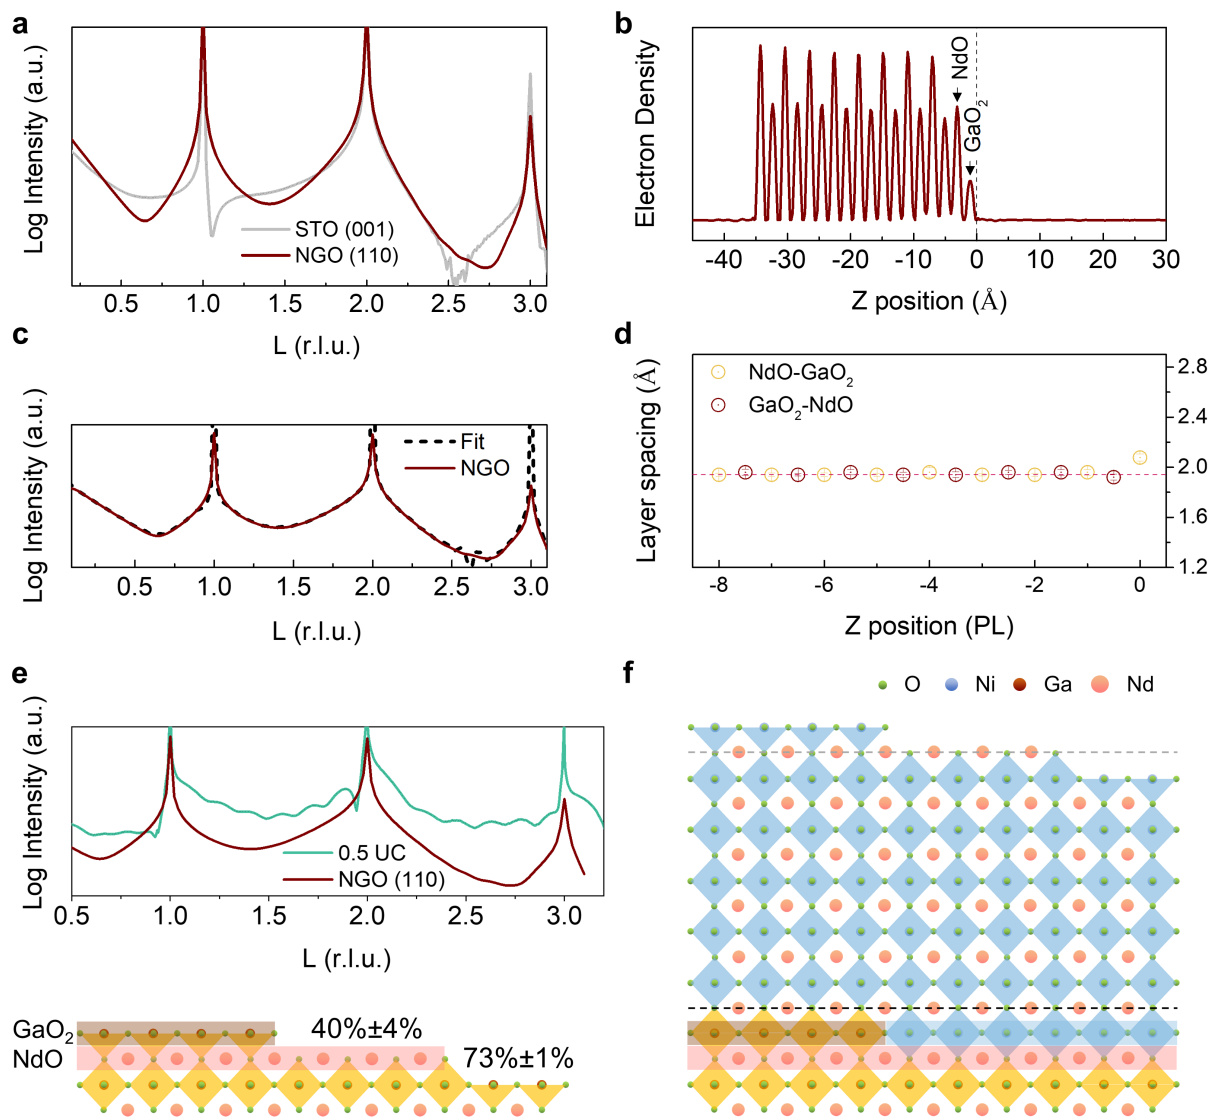 a
Log Intensity (a.u.)
STO (001)
NGO (110)
0.5 1.0 1.5 2.0 2.5 3.0
L (r.l.u.)
b
Electron Density
NdO
GaO₂
-40 -30 -20 -10 0 10 20 30
Z position (Å)
c
Log Intensity (a.u.)
Fit
NGO
0.5 1.0 1.5 2.0 2.5 3.0
L (r.l.u.)
d
NdO-GaO₂
GaO₂-NdO
Layer spacing (Å)
2.8
2.4
2.0
1.6
1.2
-8 -6 -4 -2 0
Z position (PL)
e
Log Intensity (a.u.)
0.5 UC
NGO (110)
0.5 1.0 1.5 2.0 2.5 3.0
L (r.l.u.)
GaO₂ 40%±4%
NdO 73%±1%
f
O Ni Ga Nd